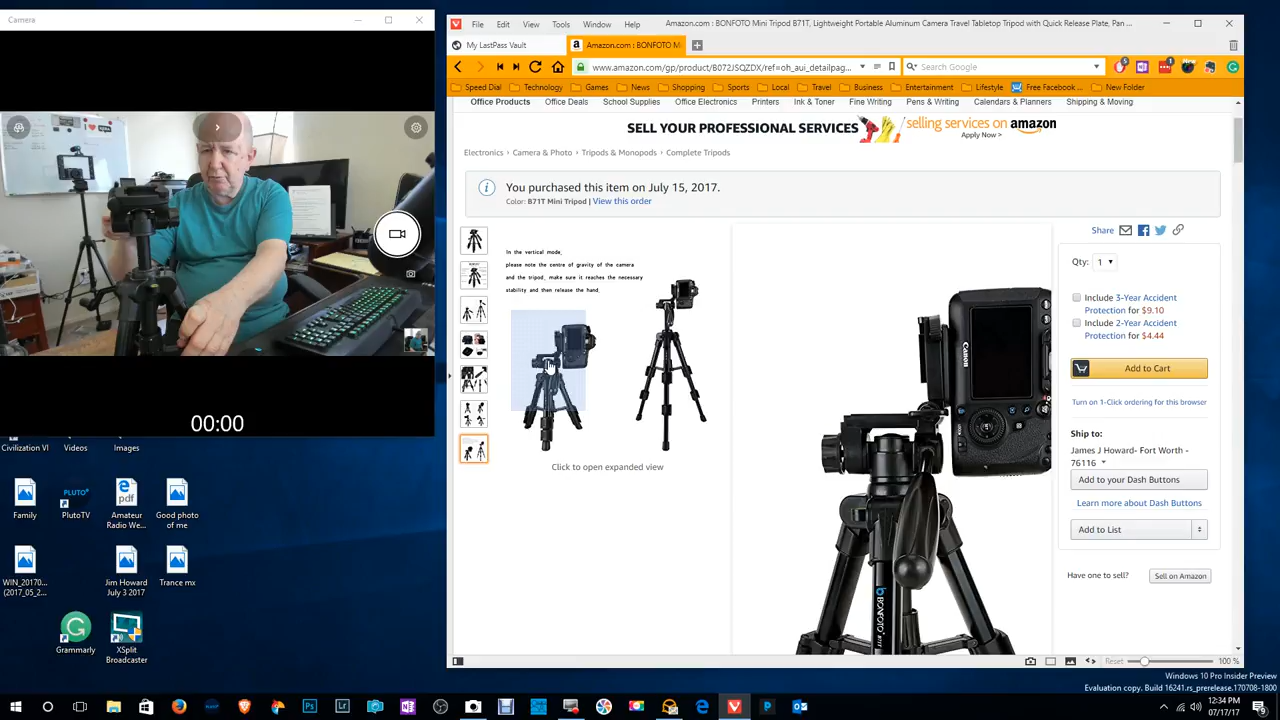 Camera
File Edit View Tools Window Help Amazon.com : BONFOTO Mini Tripod B71T, Lightweight Portable Aluminum Camera Travel Tabletop Tripod with Quick Release Plate, Pan ...
My LastPass Vault Amazon.com : BONFOTO M
www.amazon.com/gp/product/B072JSQZDX/ref=oh_aui_detailpag... Search Google
Speed Dial Technology Games News Shopping Sports Local Travel Business Entertainment Lifestyle Free Facebook ... New Folder
Office Products Office Deals School Supplies Office Electronics Printers Ink & Toner Fine Writing Pens & Writing Calendars & Planners Shipping & Moving
SELL YOUR PROFESSIONAL SERVICES selling services on amazon
Apply Now >
Electronics › Camera & Photo › Tripods & Monopods › Complete Tripods
You purchased this item on July 15, 2017.
Color: B71T Mini Tripod | View this order
Share
In the vertical mode,
please note the centre of gravity of the camera
and the tripod, make sure it reaches the necessary
stability and then release the hand.
Qty: 1
Include 3-Year Accident
Protection for $9.10
Include 2-Year Accident
Protection for $4.44
Add to Cart
Turn on 1-Click ordering for this browser
Ship to:
James J Howard- Fort Worth -
76116
Add to your Dash Buttons
Learn more about Dash Buttons
Add to List
Have one to sell? Sell on Amazon
Click to open expanded view
Canon
BONFOTO
00:00
Civilization VI Videos Images
Family PlutoTV Amateur Radio We... Good photo of me
WIN_20170... (2017_05_2... Jim Howard July 3 2017 Trance mx
Grammarly XSplit Broadcaster
Reset 100 %
Windows 10 Pro Insider Preview
Evaluation copy. Build 16241.rs_prerelease.170708-1800
12:34 PM
07/17/17